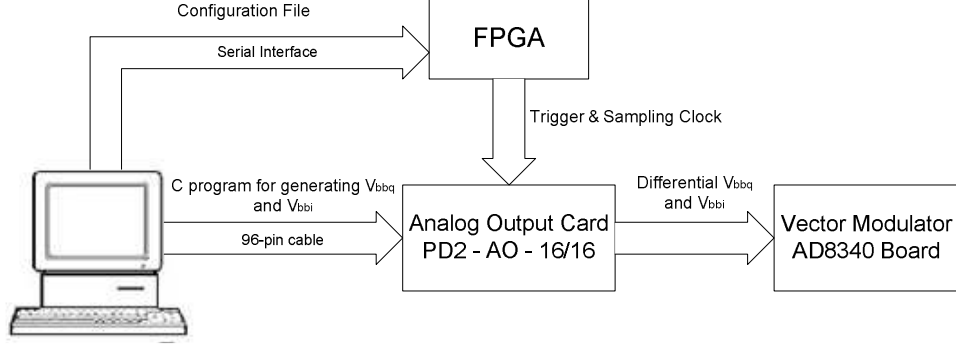 Configuration File
Serial Interface
FPGA
Trigger & Sampling Clock
C program for generating Vbbq
and Vbbi
96-pin cable
Analog Output Card
PD2 - AO - 16/16
Differential Vbbq
and Vbbi
Vector Modulator
AD8340 Board